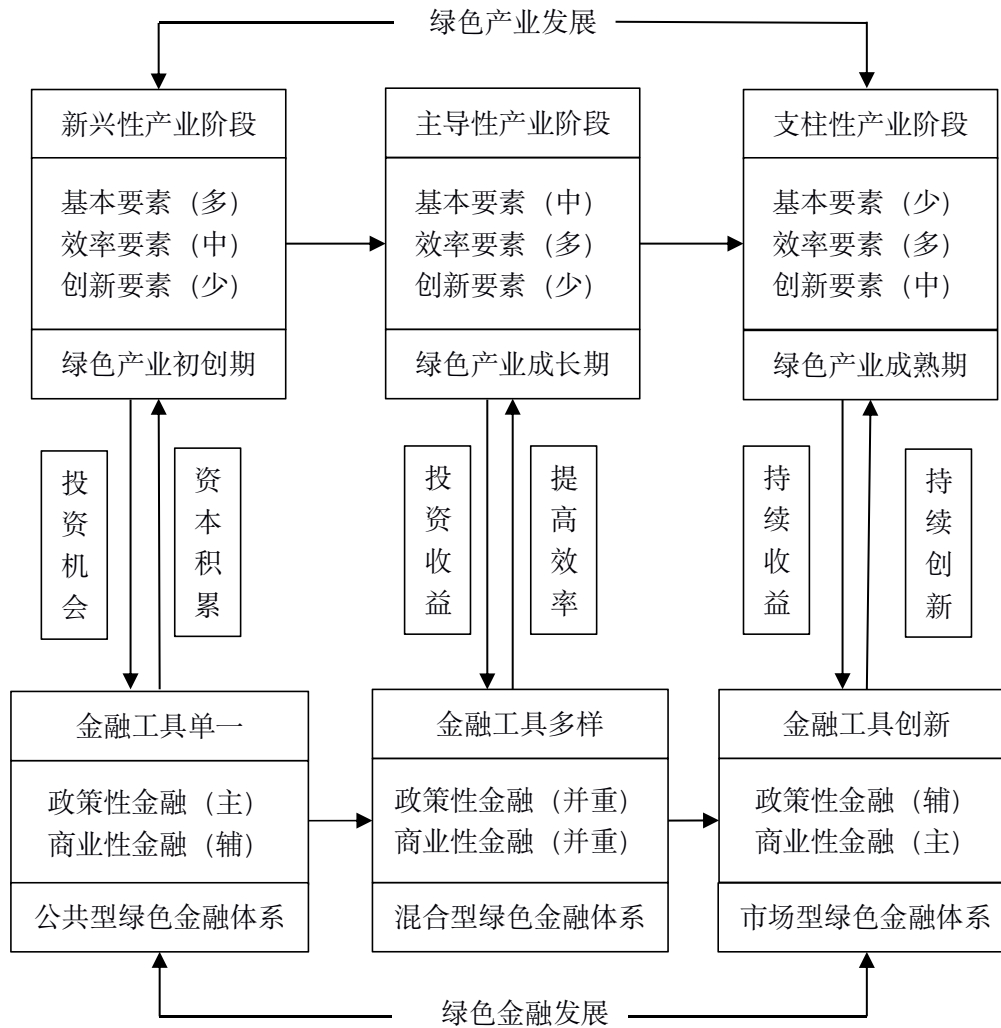 绿色产业发展
新兴性产业阶段
基本要素（多）
效率要素（中）
创新要素（少）
绿色产业初创期
主导性产业阶段
基本要素（中）
效率要素（多）
创新要素（少）
绿色产业成长期
支柱性产业阶段
基本要素（少）
效率要素（多）
创新要素（中）
绿色产业成熟期
投资机会
资本积累
投资收益
提高效率
持续收益
持续创新
金融工具单一
政策性金融（主）
商业性金融（辅）
公共型绿色金融体系
金融工具多样
政策性金融（并重）
商业性金融（并重）
混合型绿色金融体系
金融工具创新
政策性金融（辅）
商业性金融（主）
市场型绿色金融体系
绿色金融发展